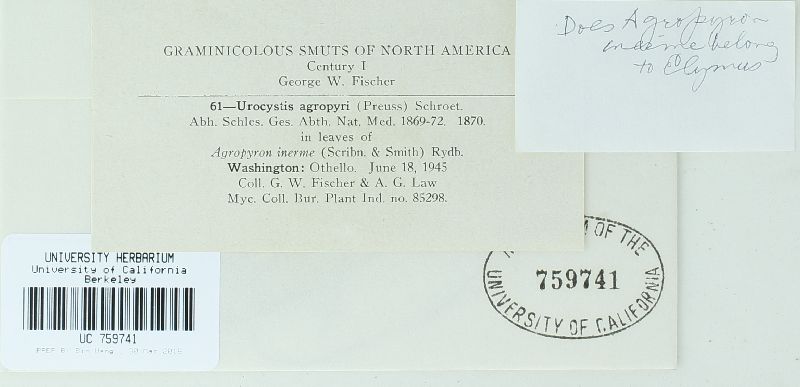 GRAMINICOLOUS SMUTS OF NORTH AMERICA
Century I
George W. Fischer
61—Urocystis agropyri (Preuss) Schroet.
Abh. Schles. Ges. Abth. Nat. Med. 1869-72. 1870.
in leaves of
Agropyron inerme (Scribn. & Smith) Rydb.
Washington: Othello. June 18, 1945
Coll. G. W. Fischer & A. G. Law
Myc. Coll. Bur. Plant Ind. no. 85298.
Does Agropyron
inerme belong
to Elymus
UNIVERSITY HERBARIUM
University of California
Berkeley
UC 759741
OF THE
759741
UNIVERSITY OF CALIFORNIA